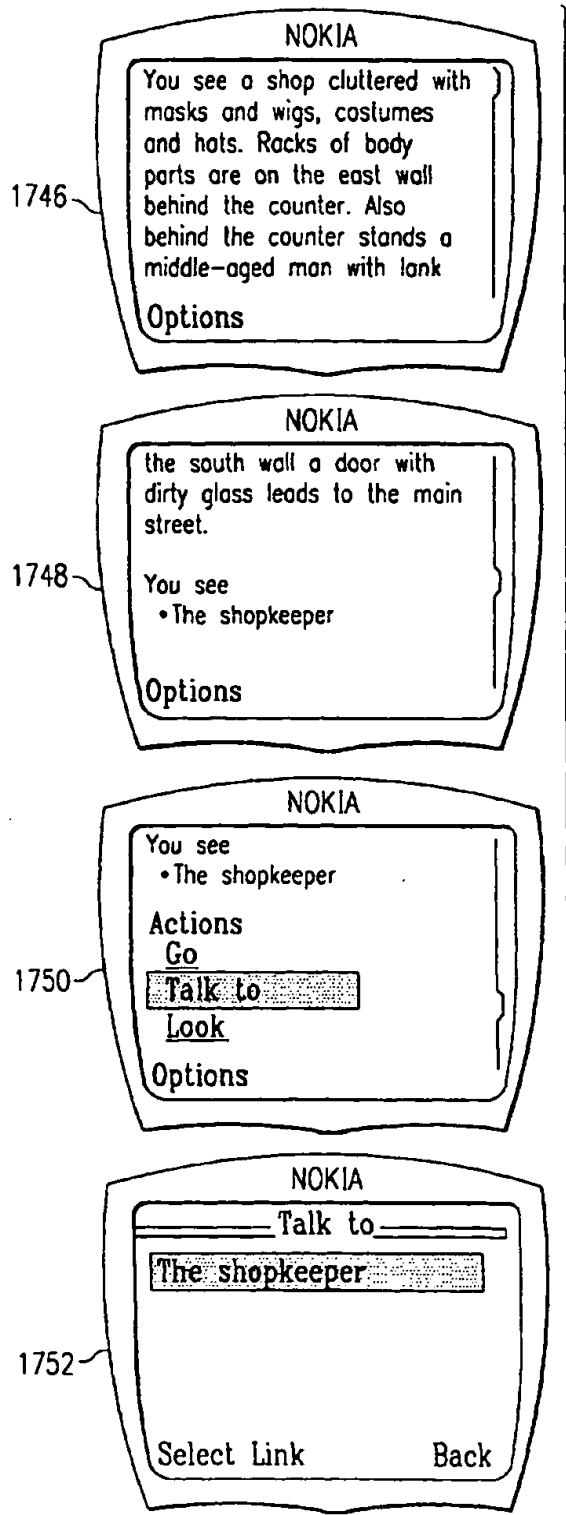 NOKIA
You see a shop cluttered with
masks and wigs, costumes
and hats. Racks of body
parts are on the east wall
behind the counter. Also
behind the counter stands a
middle-aged man with lank
Options
1746
NOKIA
the south wall a door with
dirty glass leads to the main
street.
You see
•The shopkeeper
Options
1748
NOKIA
You see
•The shopkeeper
Actions
Go
Talk to
Look
Options
1750
NOKIA
Talk to
The shopkeeper
Select Link Back
1752